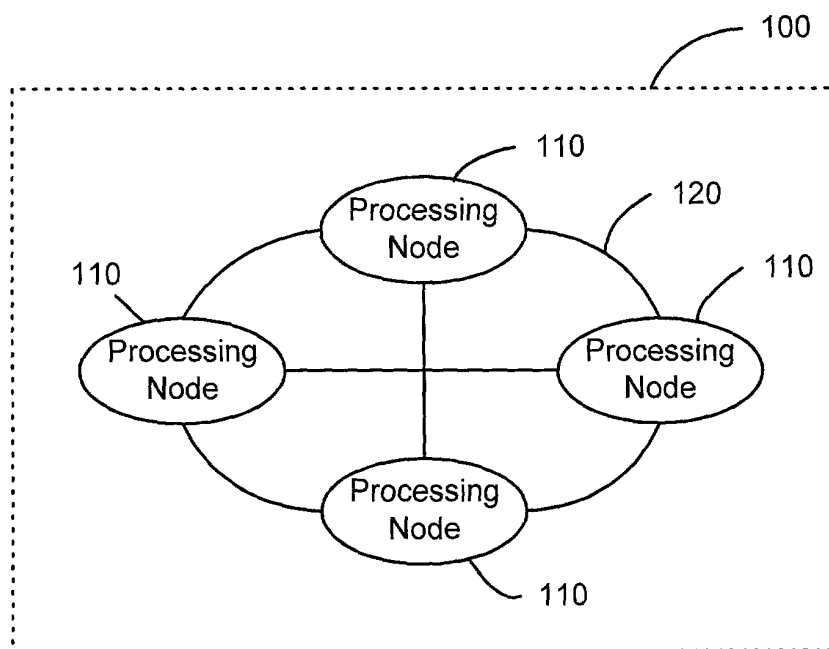 100
110
Processing
Node
120
110
Processing
Node
110
Processing
Node
Processing
Node
110